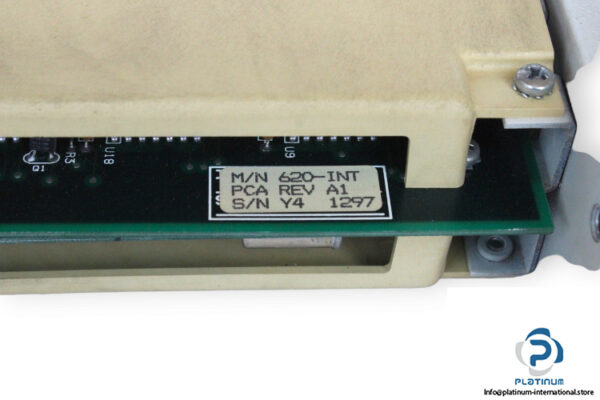 Q1
R3
U18
U9
M/N 620-INT
PCA REV A1
S/N Y4 1297
PLATINUM
Info@platinum-international.store